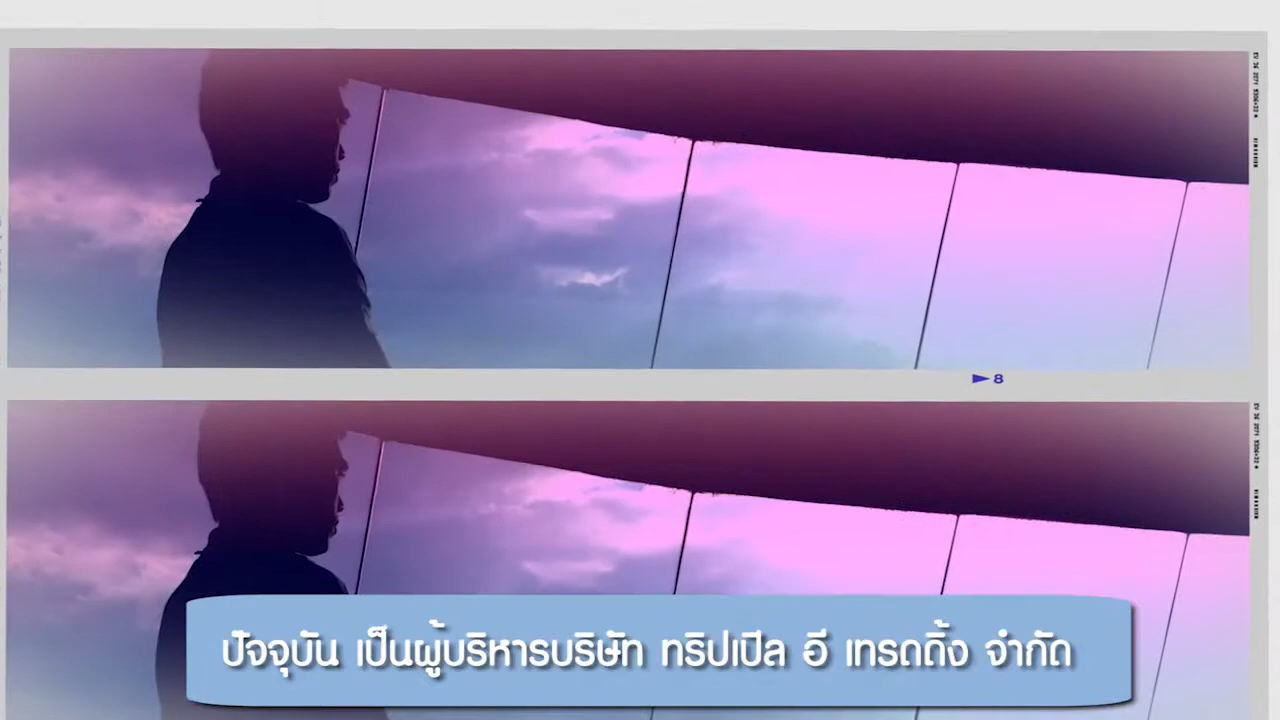 8
ปัจจุบัน เป็นผู้บริหารบริษัท ทริปเปิล อี เทรดดิ้ง จำกัด